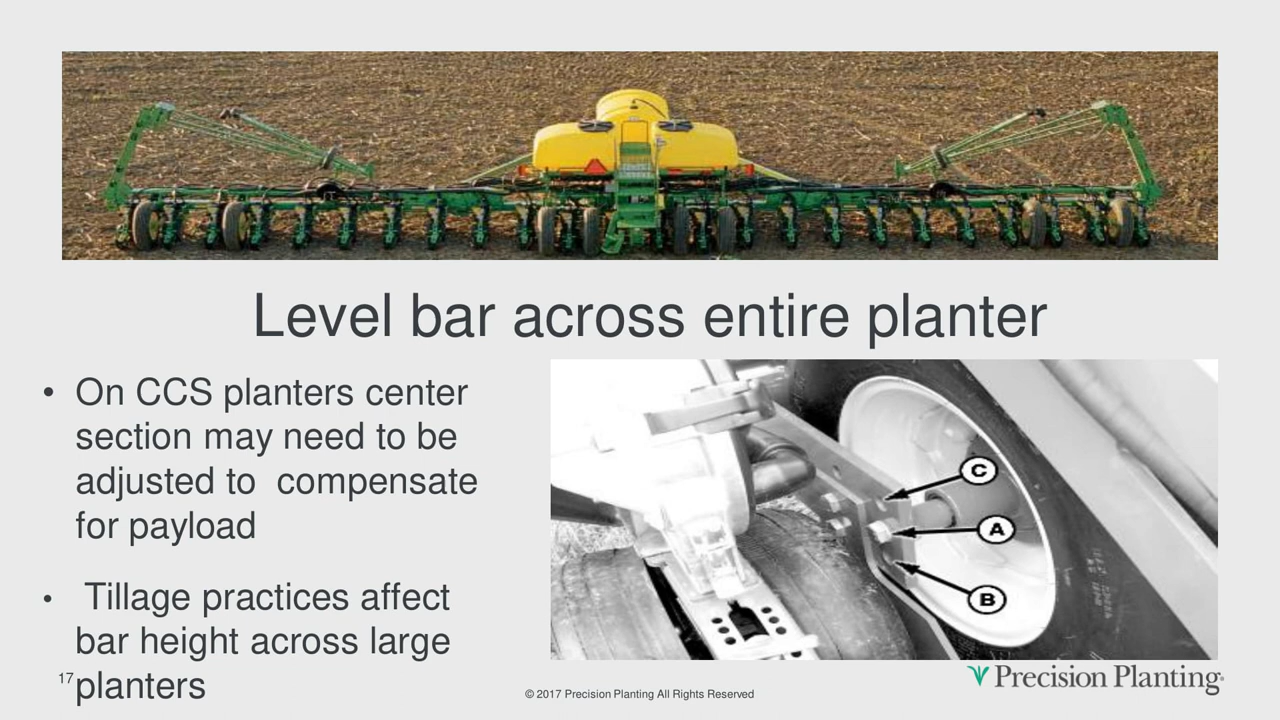 Level bar across entire planter
• On CCS planters center
section may need to be
adjusted to compensate
for payload
• Tillage practices affect
bar height across large
planters
C
A
B
17
© 2017 Precision Planting All Rights Reserved
Precision Planting®